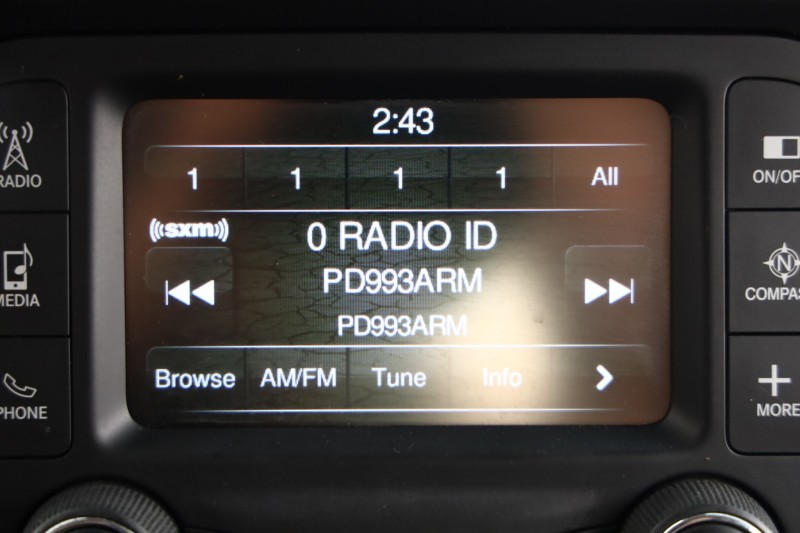 2:43
1 1 1 1 All
((sxm))
0 RADIO ID
PD993ARM
PD993ARM
Browse AM/FM Tune Info
RADIO
MEDIA
PHONE
ON/OF
N
COMPAS
MORE